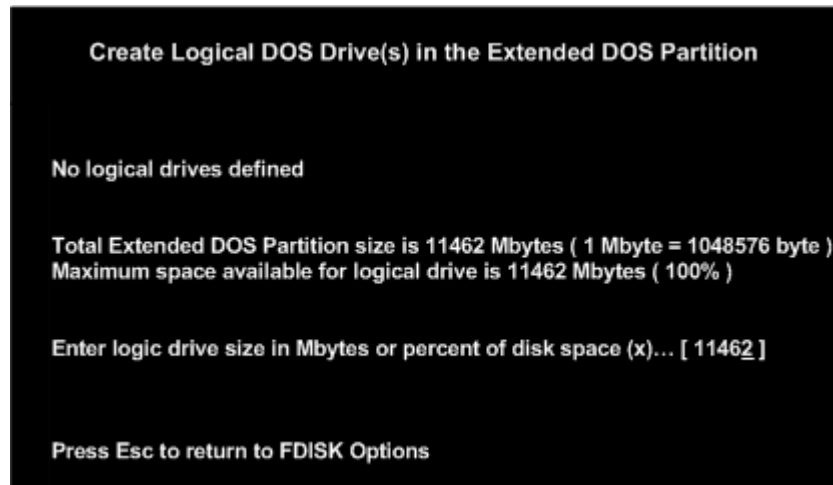 Create Logical DOS Drive(s) in the Extended DOS Partition
No logical drives defined
Total Extended DOS Partition size is 11462 Mbytes ( 1 Mbyte = 1048576 byte )
Maximum space available for logical drive is 11462 Mbytes ( 100% )
Enter logic drive size in Mbytes or percent of disk space (x)... [ 11462 ]
Press Esc to return to FDISK Options